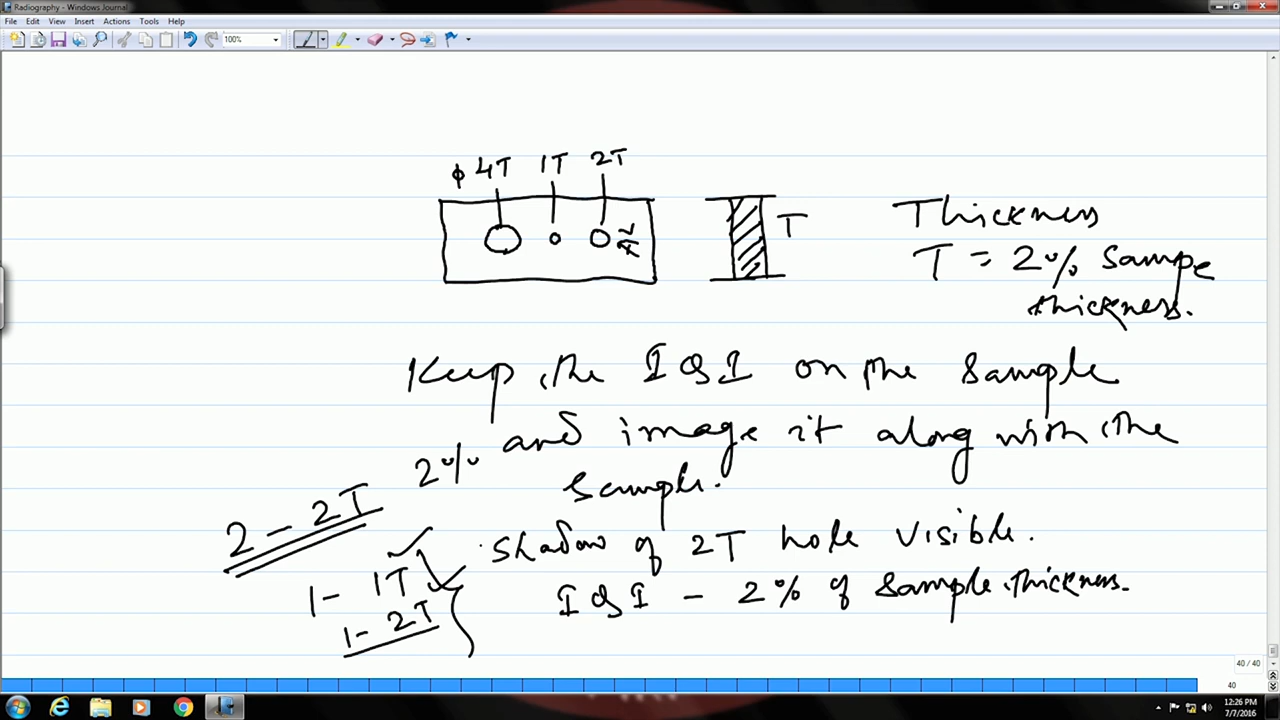 Radiography - Windows Journal
File Edit View Insert Actions Tools Help
100%
ϕ 4T 1T 2T
T
Thickness
T = 2% Sampe
thickness.
Keep the IQI on the Sample
and image it along with the
sample.
2%
2 - 2T
Shadow of 2T hole visible.
1 - 1T
IQI - 2% of Sample thickness.
1 - 2T
40 / 40
40
12:26 PM
7/7/2016